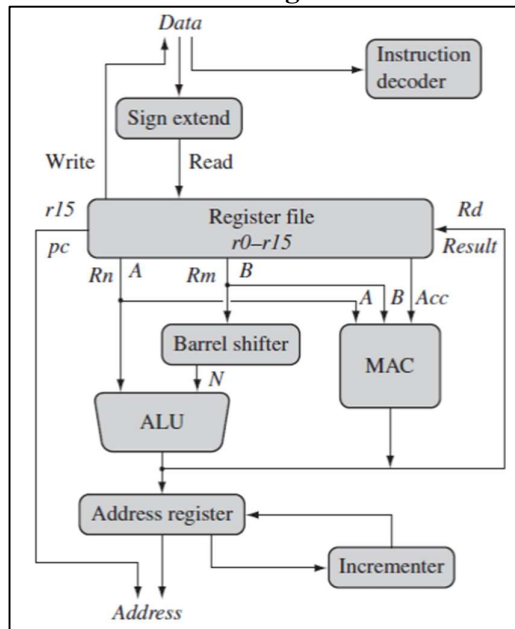 Data
Instruction
decoder
Sign extend
Write
Read
r15
Register file
Rd
pc
r0–r15
Result
Rn
A
Rm
B
A
B
Acc
Barrel shifter
MAC
N
ALU
Address register
Incrementer
Address